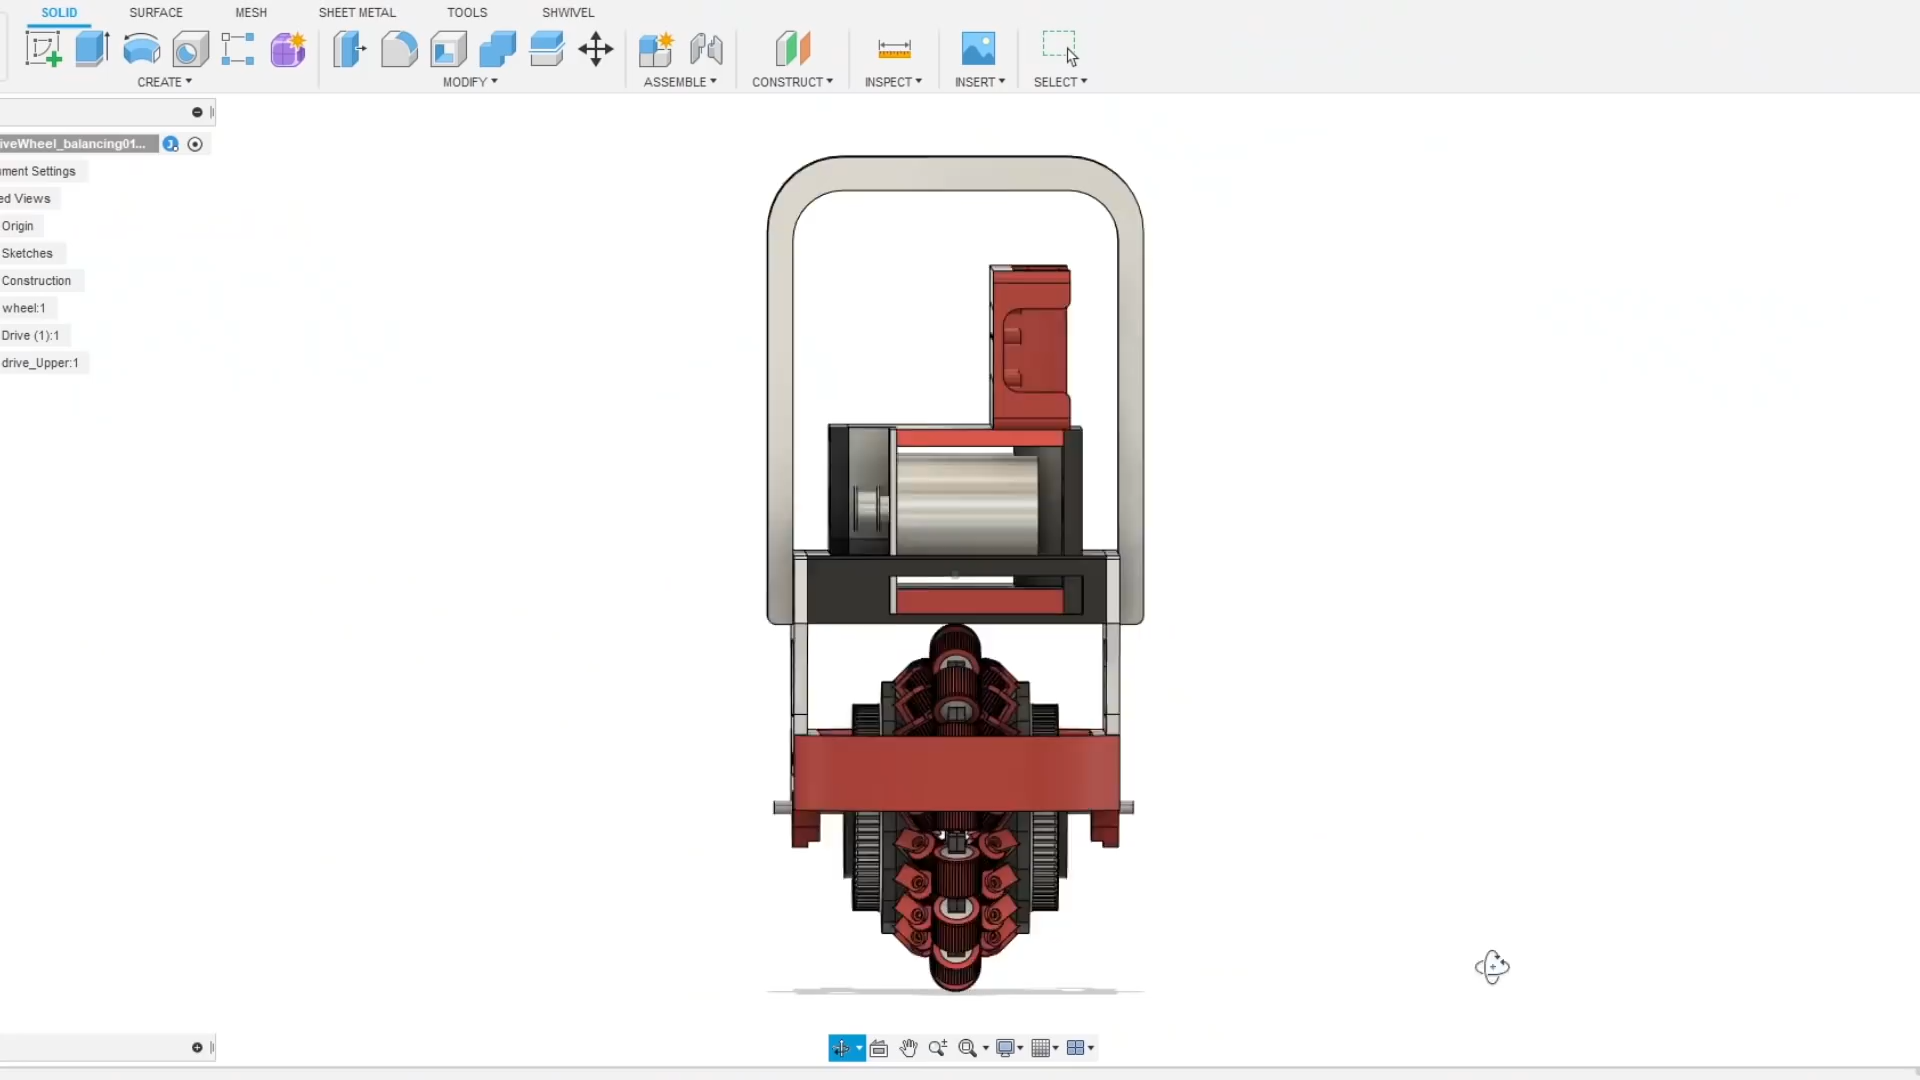 SOLID SURFACE MESH SHEET METAL TOOLS SHWIVEL
CREATE MODIFY ASSEMBLE CONSTRUCT INSPECT INSERT SELECT
iveWheel_balancing01...
ment Settings
ed Views
Origin
Sketches
Construction
wheel:1
Drive (1):1
drive_Upper:1